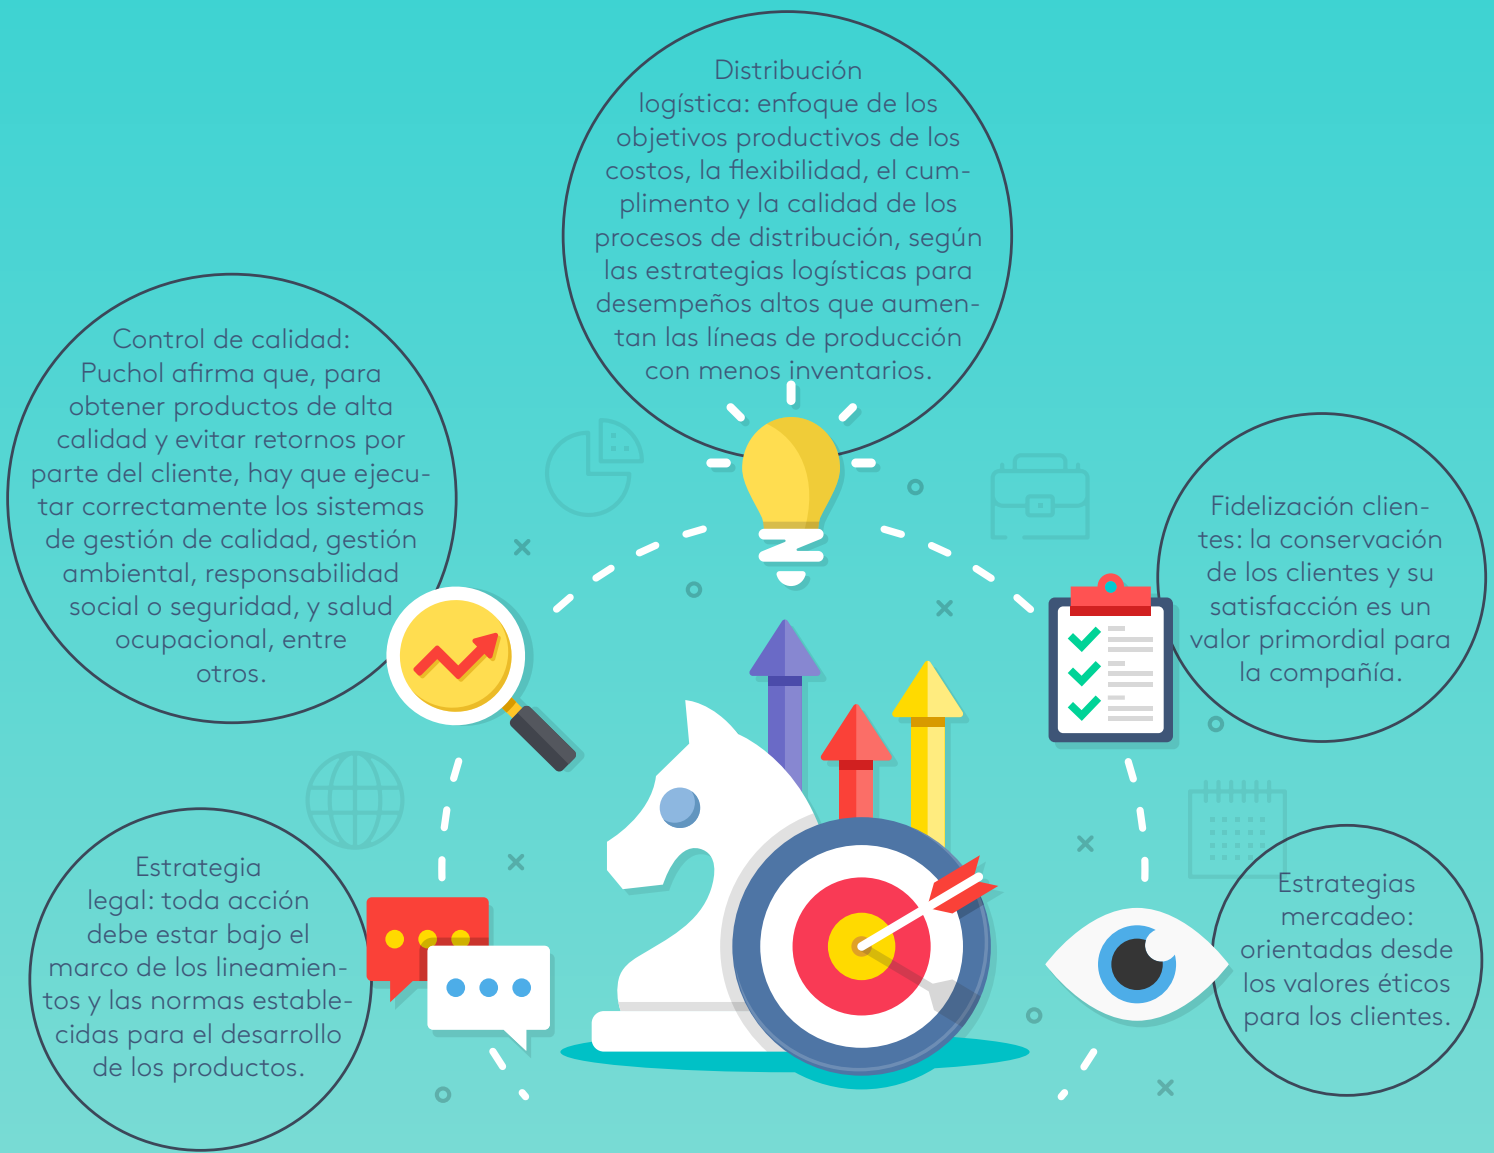 Distribución
logística: enfoque de los
objetivos productivos de los
costos, la flexibilidad, el cum-
plimento y la calidad de los
procesos de distribución, según
las estrategias logísticas para
desempeños altos que aumen-
tan las líneas de producción
con menos inventarios.
Control de calidad:
Puchol afirma que, para
obtener productos de alta
calidad y evitar retornos por
parte del cliente, hay que ejecu-
tar correctamente los sistemas
de gestión de calidad, gestión
ambiental, responsabilidad
social o seguridad, y salud
ocupacional, entre
otros.
Fidelización clien-
tes: la conservación
de los clientes y su
satisfacción es un
valor primordial para
la compañía.
Estrategia
legal: toda acción
debe estar bajo el
marco de los lineamien-
tos y las normas estable-
cidas para el desarrollo
de los productos.
Estrategias
mercadeo:
orientadas desde
los valores éticos
para los clientes.